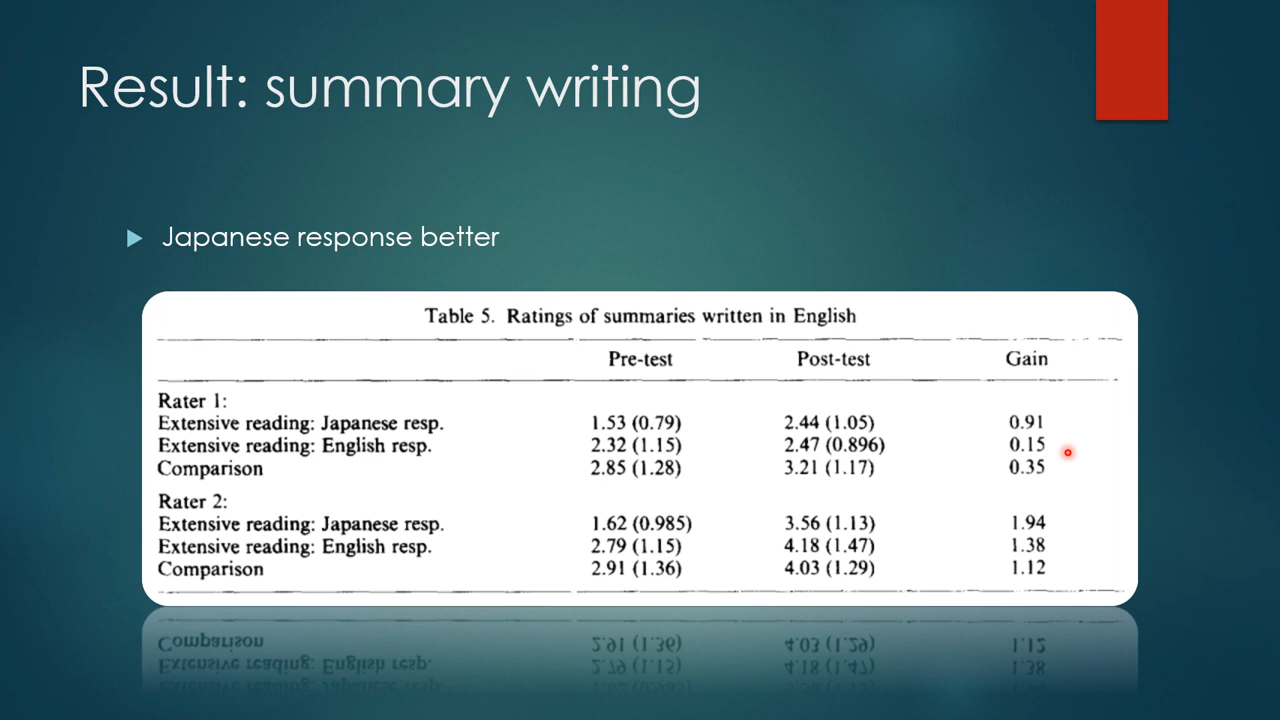 Result: summary writing
Japanese response better
Table 5. Ratings of summaries written in English
Pre-test Post-test Gain
Rater 1:
Extensive reading: Japanese resp. 1.53 (0.79) 2.44 (1.05) 0.91
Extensive reading: English resp. 2.32 (1.15) 2.47 (0.896) 0.15
Comparison 2.85 (1.28) 3.21 (1.17) 0.35
Rater 2:
Extensive reading: Japanese resp. 1.62 (0.985) 3.56 (1.13) 1.94
Extensive reading: English resp. 2.79 (1.15) 4.18 (1.47) 1.38
Comparison 2.91 (1.36) 4.03 (1.29) 1.12